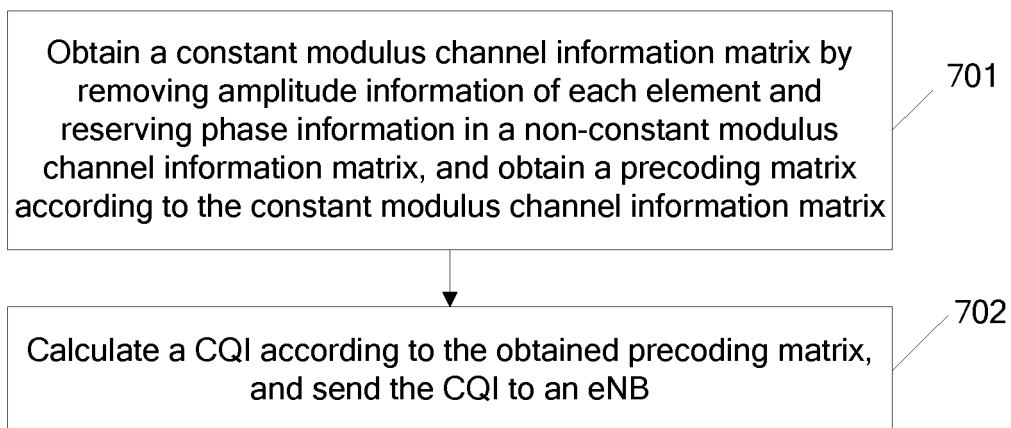 Obtain a constant modulus channel information matrix by
removing amplitude information of each element and
reserving phase information in a non-constant modulus
channel information matrix, and obtain a precoding matrix
according to the constant modulus channel information matrix
701
Calculate a CQI according to the obtained precoding matrix,
and send the CQI to an eNB
702